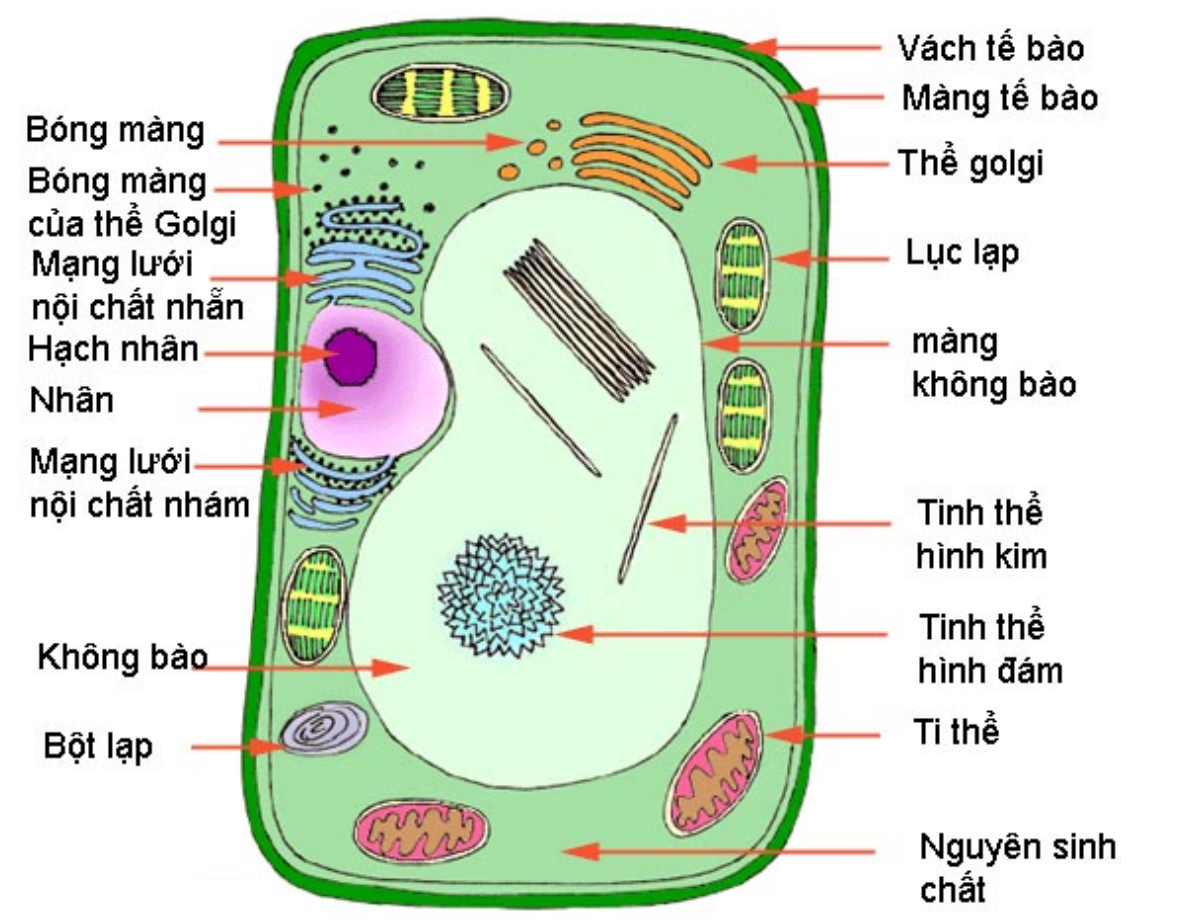 Bóng màng
Bóng màng
của thể Golgi
Mạng lưới
nội chất nhẵn
Hạch nhân
Nhân
Mạng lưới
nội chất nhám
Không bào
Bột lạp
Vách tế bào
Màng tế bào
Thể golgi
Lục lạp
màng
không bào
Tinh thể
hình kim
Tinh thể
hình đám
Ti thể
Nguyên sinh
chất